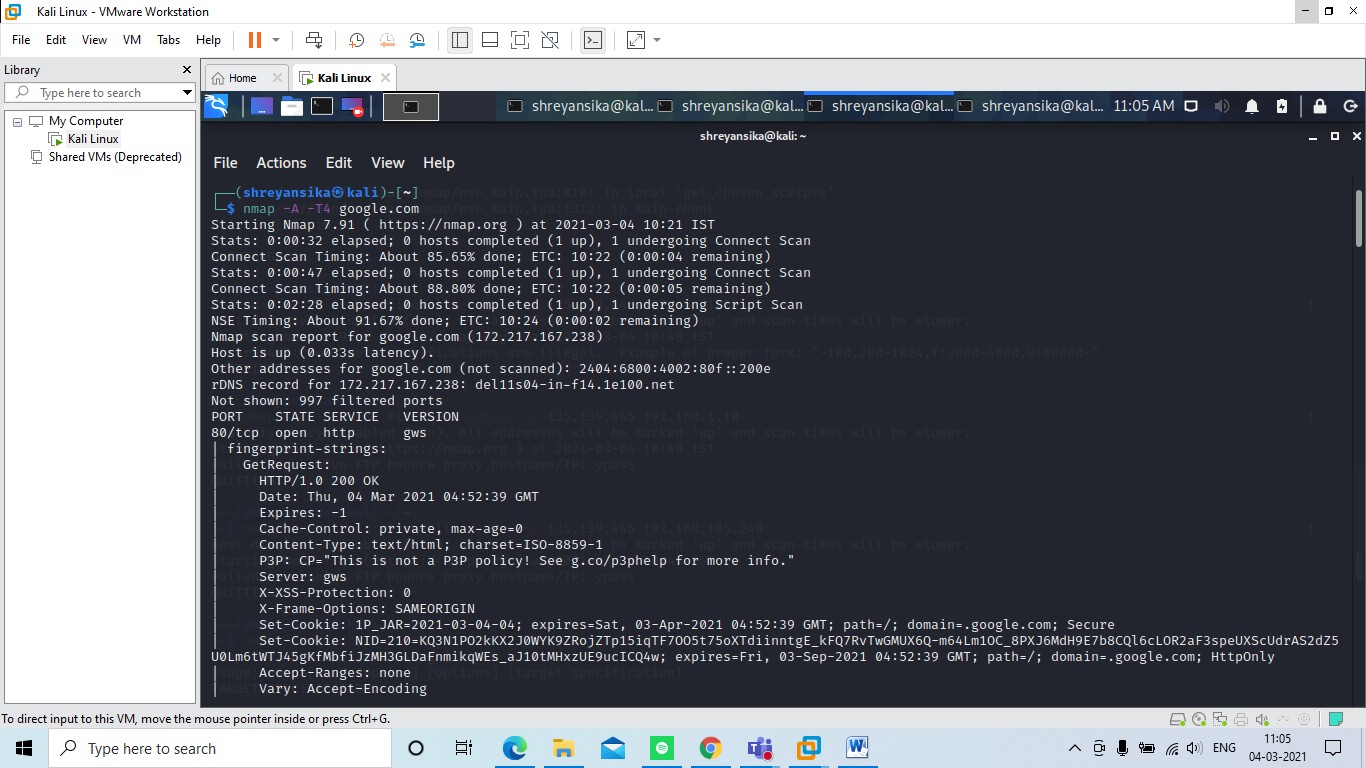 Kali Linux - VMware Workstation
File Edit View VM Tabs Help
Library
Type here to search
My Computer
Kali Linux
Shared VMs (Deprecated)
Home
Kali Linux
shreyansika@kal... shreyansika@kal... shreyansika@kal... shreyansika@kal... 11:05 AM
shreyansika@kali: ~
File Actions Edit View Help
(shreyansika㉿kali)-[~]
$ nmap -A -T4 google.com
Starting Nmap 7.91 ( https://nmap.org ) at 2021-03-04 10:21 IST
Stats: 0:00:32 elapsed; 0 hosts completed (1 up), 1 undergoing Connect Scan
Connect Scan Timing: About 85.65% done; ETC: 10:22 (0:00:04 remaining)
Stats: 0:00:47 elapsed; 0 hosts completed (1 up), 1 undergoing Connect Scan
Connect Scan Timing: About 88.80% done; ETC: 10:22 (0:00:05 remaining)
Stats: 0:02:28 elapsed; 0 hosts completed (1 up), 1 undergoing Script Scan
NSE Timing: About 91.67% done; ETC: 10:24 (0:00:02 remaining)
Nmap scan report for google.com (172.217.167.238)
Host is up (0.033s latency).
Other addresses for google.com (not scanned): 2404:6800:4002:80f::200e
rDNS record for 172.217.167.238: del11s04-in-f14.1e100.net
Not shown: 997 filtered ports
PORT STATE SERVICE VERSION
80/tcp open http gws
| fingerprint-strings:
| GetRequest:
| HTTP/1.0 200 OK
| Date: Thu, 04 Mar 2021 04:52:39 GMT
| Expires: -1
| Cache-Control: private, max-age=0
| Content-Type: text/html; charset=ISO-8859-1
| P3P: CP="This is not a P3P policy! See g.co/p3phelp for more info."
| Server: gws
| X-XSS-Protection: 0
| X-Frame-Options: SAMEORIGIN
| Set-Cookie: 1P_JAR=2021-03-04-04; expires=Sat, 03-Apr-2021 04:52:39 GMT; path=/; domain=.google.com; Secure
| Set-Cookie: NID=210=KQ3N1PO2kKX2J0WYK9ZRojZTp15iqTF7OO5t75oXTdiinntgE_kFQ7RvTwGMUX6Q-m64Lm1OC_8PXJ6MdH9E7b8CQl6cLOR2aF3speUXScUdrAS2dZ5
U0Lm6tWTJ45gKfMbfiJzMH3GLDaFnmikqWEs_aJ10tMHxzUE9ucICQ4w; expires=Fri, 03-Sep-2021 04:52:39 GMT; path=/; domain=.google.com; HttpOnly
| Accept-Ranges: none
| Vary: Accept-Encoding
To direct input to this VM, move the mouse pointer inside or press Ctrl+G.
Type here to search
ENG
11:05
04-03-2021